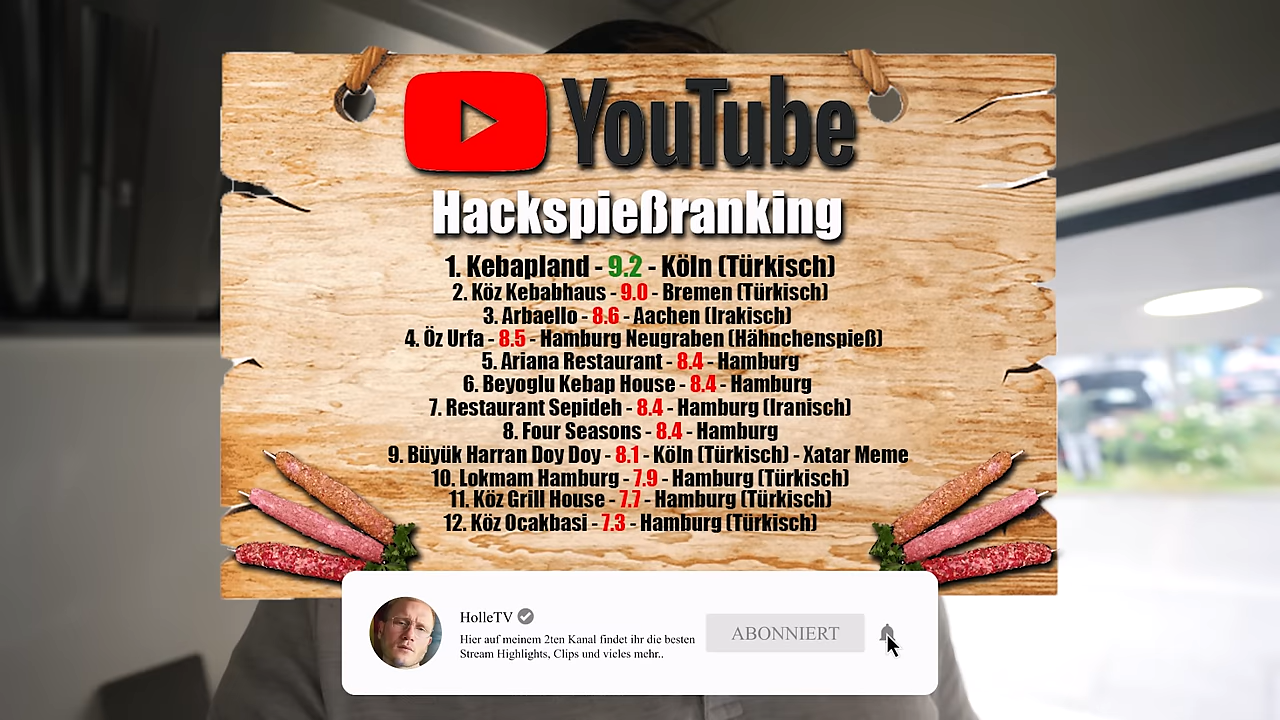 YouTube
Hackspießranking
1. Kebapland - 9.2 - Köln (Türkisch)
2. Köz Kebabhaus - 9.0 - Bremen (Türkisch)
3. Arbaello - 8.6 - Aachen (Irakisch)
4. Öz Urfa - 8.5 - Hamburg Neugraben (Hähnchenspieß)
5. Ariana Restaurant - 8.4 - Hamburg
6. Beyoglu Kebap House - 8.4 - Hamburg
7. Restaurant Sepideh - 8.4 - Hamburg (Iranisch)
8. Four Seasons - 8.4 - Hamburg
9. Büyük Harran Doy Doy - 8.1 - Köln (Türkisch) - Xatar Meme
10. Lokmam Hamburg - 7.9 - Hamburg (Türkisch)
11. Köz Grill House - 7.7 - Hamburg (Türkisch)
12. Köz Ocakbasi - 7.3 - Hamburg (Türkisch)
HolleTV
Hier auf meinem 2ten Kanal findet ihr die besten
Stream Highlights, Clips und vieles mehr..
ABONNIERT